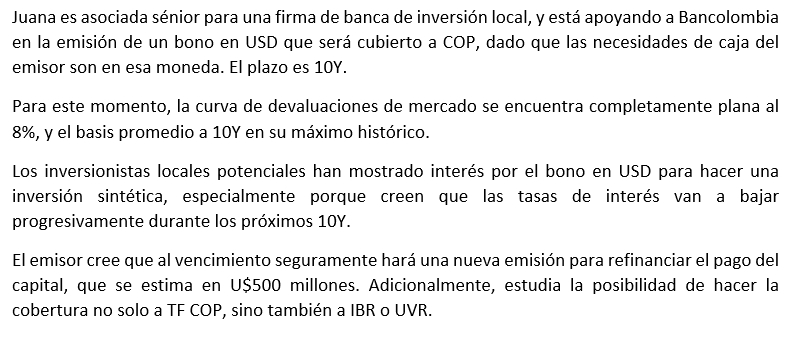 Juana es asociada sénior para una firma de banca de inversión local, y está apoyando a Bancolombia
en la emisión de un bono en USD que será cubierto a COP, dado que las necesidades de caja del
emisor son en esa moneda. El plazo es 10Y.
Para este momento, la curva de devaluaciones de mercado se encuentra completamente plana al
8%, y el basis promedio a 10Y en su máximo histórico.
Los inversionistas locales potenciales han mostrado interés por el bono en USD para hacer una
inversión sintética, especialmente porque creen que las tasas de interés van a bajar
progresivamente durante los próximos 10Y.
El emisor cree que al vencimiento seguramente hará una nueva emisión para refinanciar el pago del
capital, que se estima en U$500 millones. Adicionalmente, estudia la posibilidad de hacer la
cobertura no solo a TF COP, sino también a IBR o UVR.